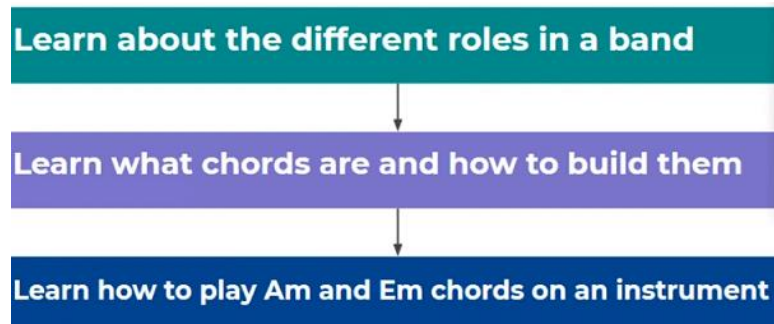 Learn about the different roles in a band
Learn what chords are and how to build them
Learn how to play Am and Em chords on an instrument